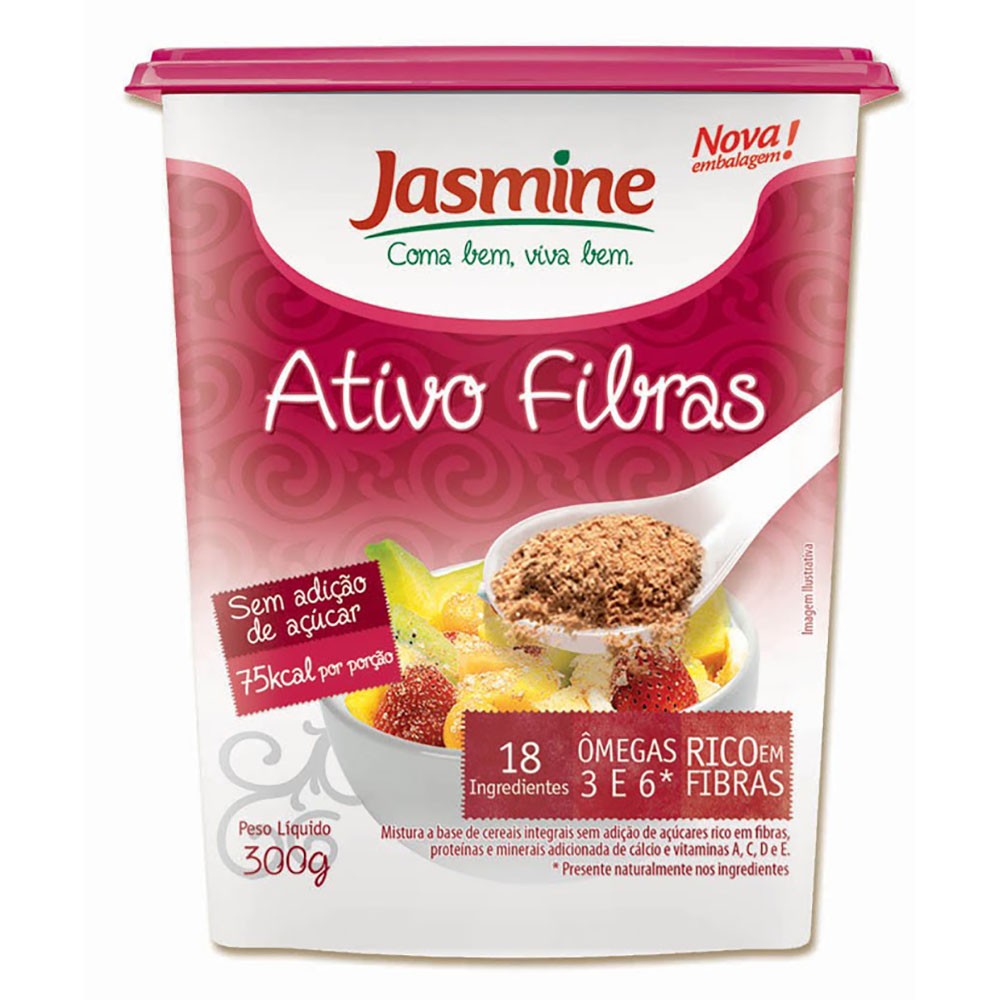 Nova!
embalagem
Jasmine
Coma bem, viva bem.
Ativo Fibras
Sem adição
de açúcar
75kcal por porção
Imagem Ilustrativa
18
Ingredientes
ÔMEGAS
3 E 6*
RICO EM
FIBRAS
Peso Líquido
300g
Mistura a base de cereais integrais sem adição de açúcares rico em fibras,
proteínas e minerais adicionada de cálcio e vitaminas A, C, D e E.
* Presente naturalmente nos ingredientes